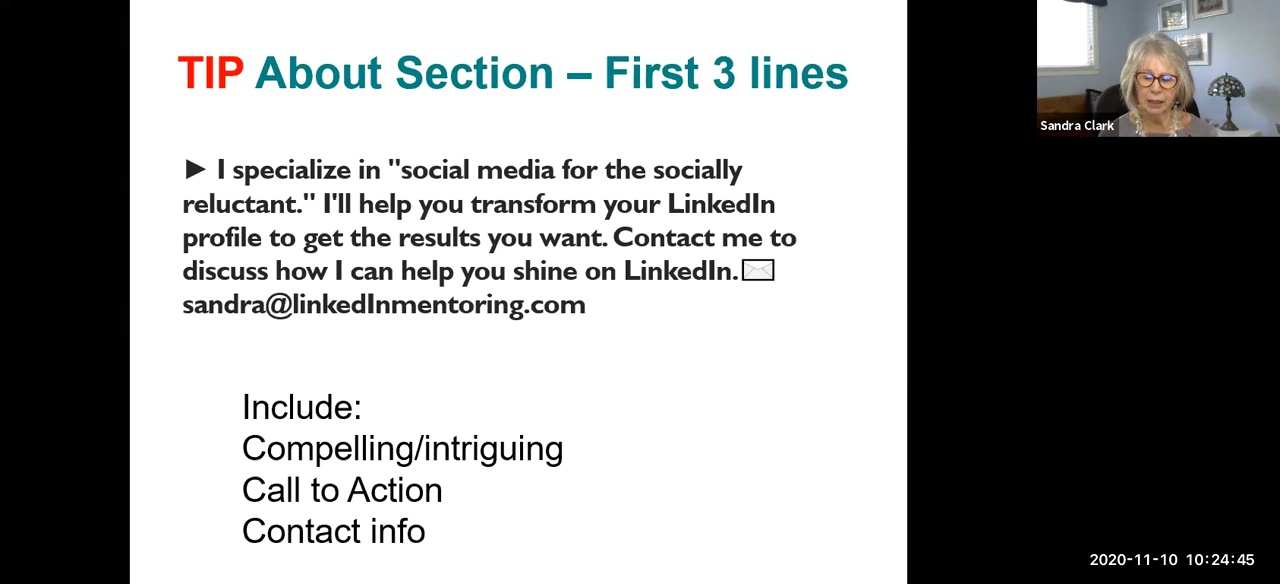 TIP About Section – First 3 lines
► I specialize in "social media for the socially
reluctant." I'll help you transform your LinkedIn
profile to get the results you want. Contact me to
discuss how I can help you shine on LinkedIn.✉
sandra@linkedInmentoring.com
Include:
Compelling/intriguing
Call to Action
Contact info
Sandra Clark
2020-11-10 10:24:45